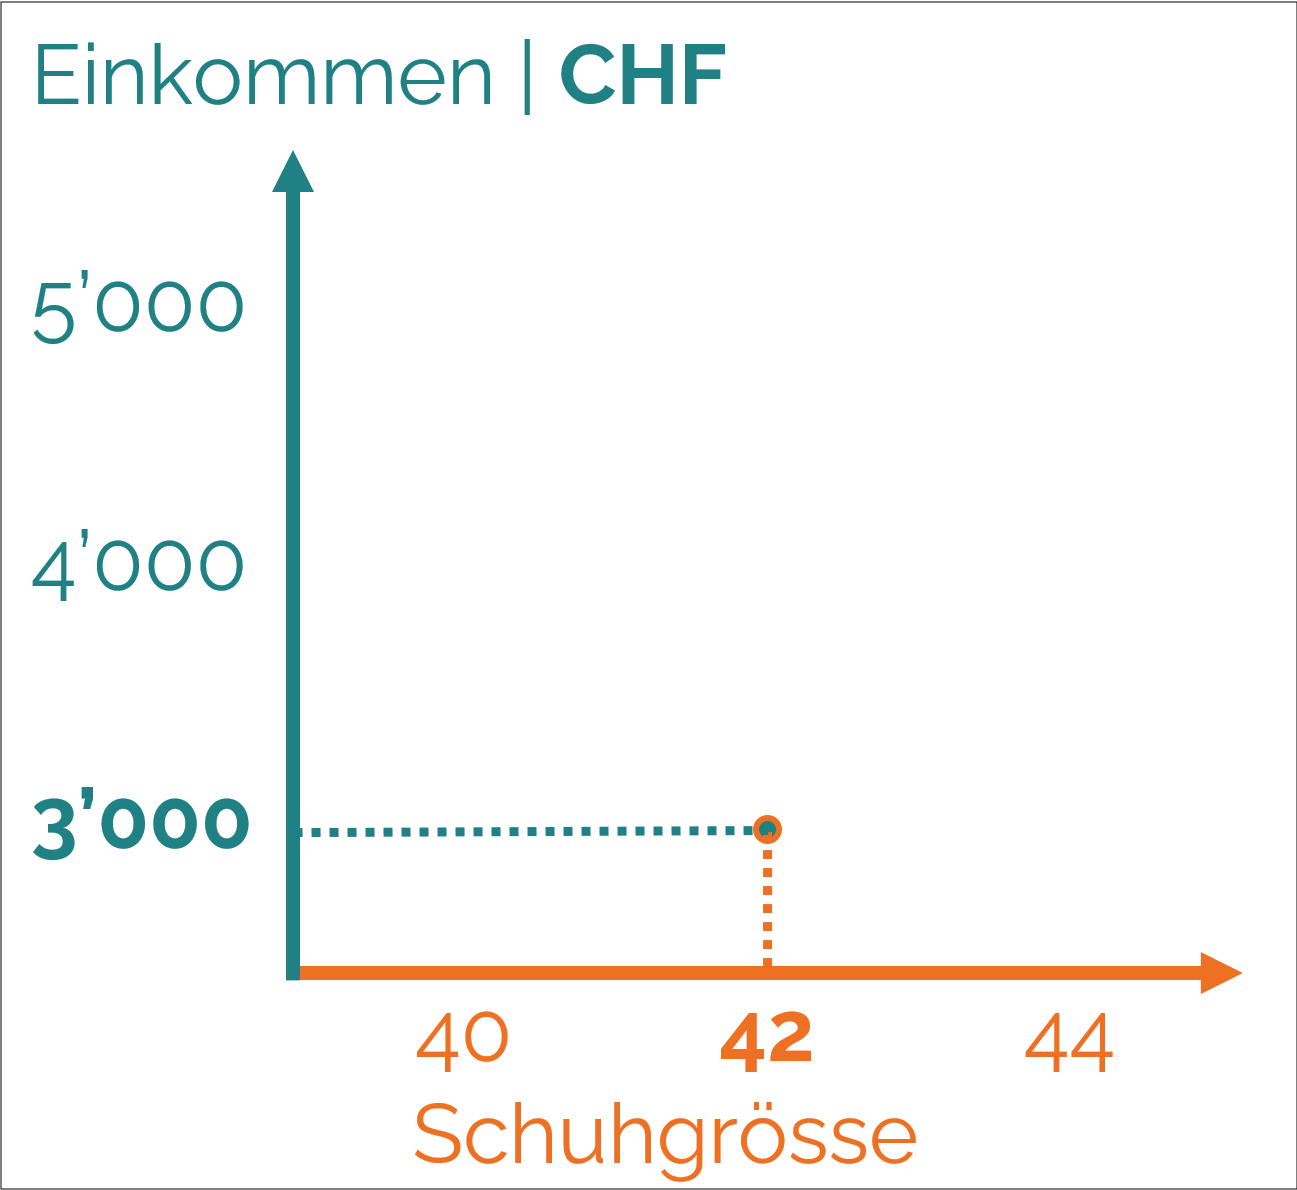 Einkommen | CHF
5’000
4’000
3’000
40 42 44
Schuhgrösse